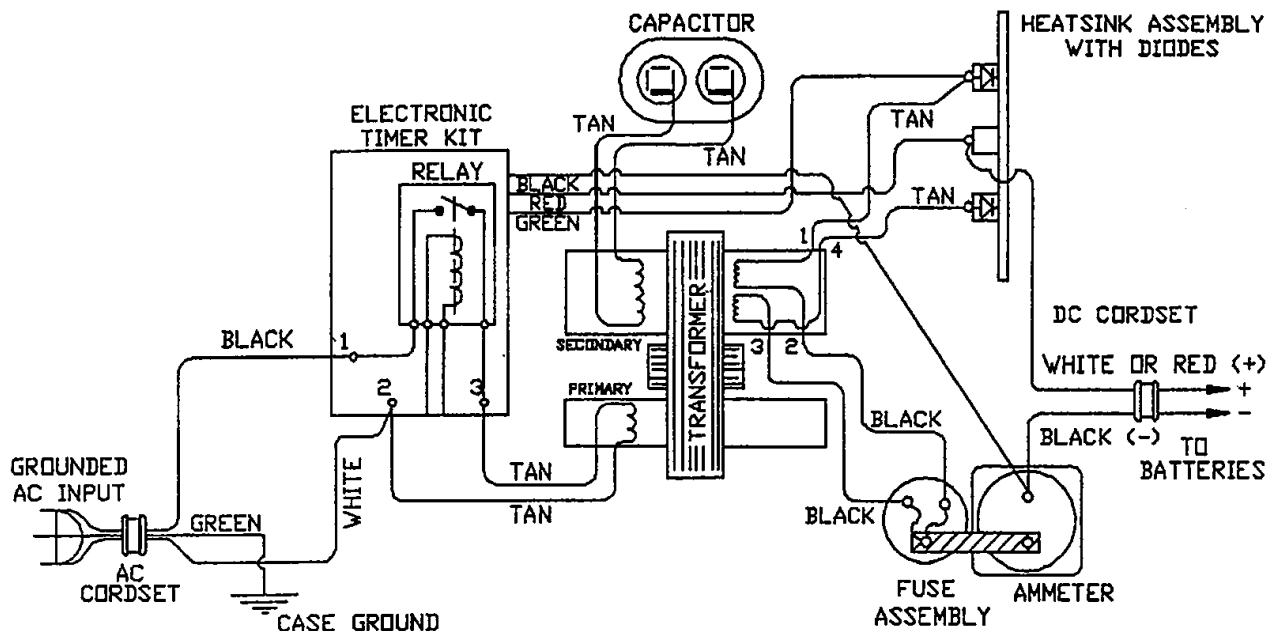 CAPACITOR
HEATSINK ASSEMBLY
WITH DIODES
ELECTRONIC
TIMER KIT
RELAY
TAN
TAN
TAN
TAN
BLACK
RED
GREEN
1
4
TRANSFORMER
SECONDARY
3
2
PRIMARY
BLACK
1
2
3
DC CORDSET
WHITE OR RED (+)
+
-
BLACK (-)
TO
BATTERIES
BLACK
BLACK
TAN
TAN
WHITE
GROUNDED
AC INPUT
GREEN
AC
CORDSET
CASE GROUND
FUSE
ASSEMBLY
AMMETER